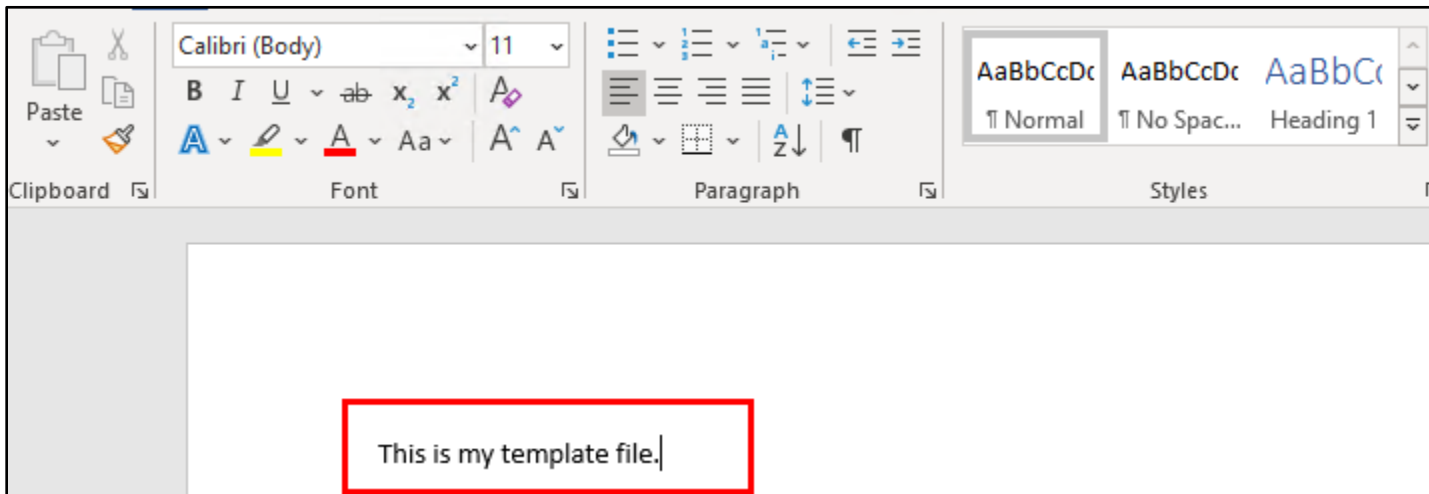 Calibri (Body) 11
B I U ab x₂ x² A
A A Aa A A
Paste
AaBbCcDc AaBbCcDc AaBbCc
¶ Normal ¶ No Spac... Heading 1
A Z ¶
Clipboard Font Paragraph Styles
This is my template file.